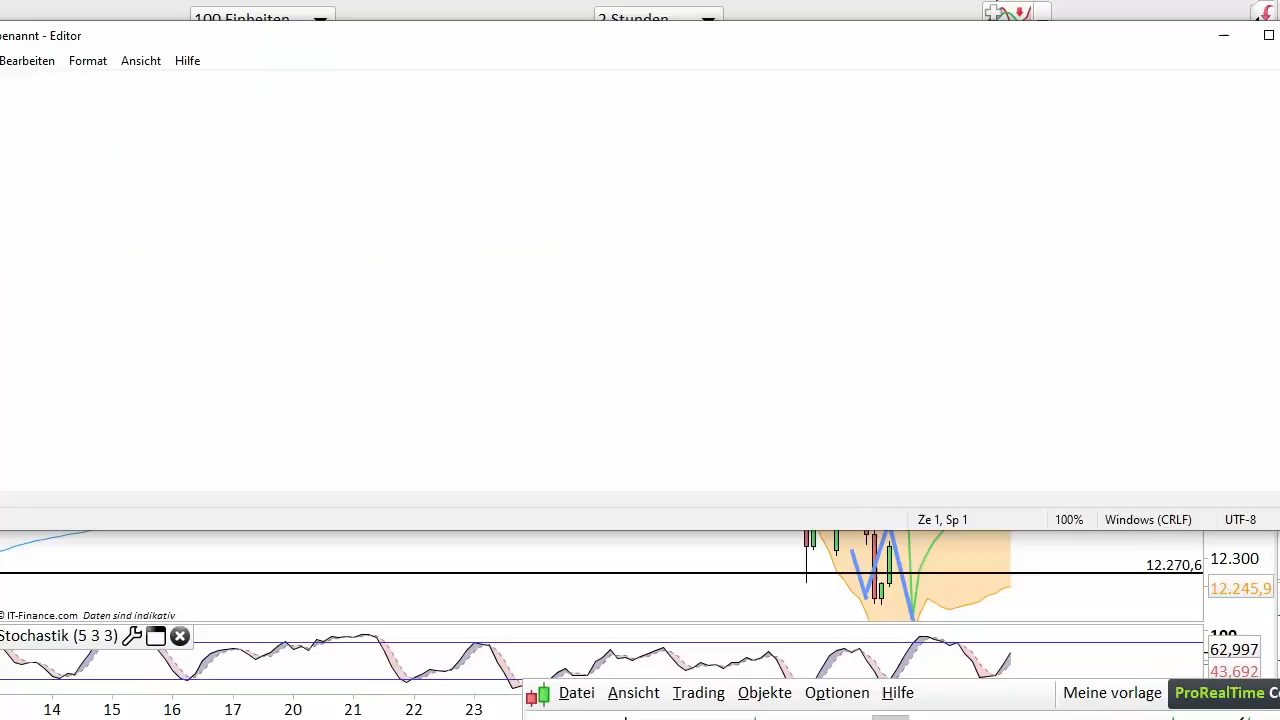 100 Einheiten
2 Stunden
benannt - Editor
Bearbeiten Format Ansicht Hilfe
Ze 1, Sp 1 100% Windows (CRLF) UTF-8
12.300
12.270,6
12.245,9
© IT-Finance.com Daten sind indikativ
Stochastik (5 3 3)
100
62,997
43,692
Datei Ansicht Trading Objekte Optionen Hilfe Meine vorlage ProRealTime
14 15 16 17 20 21 22 23